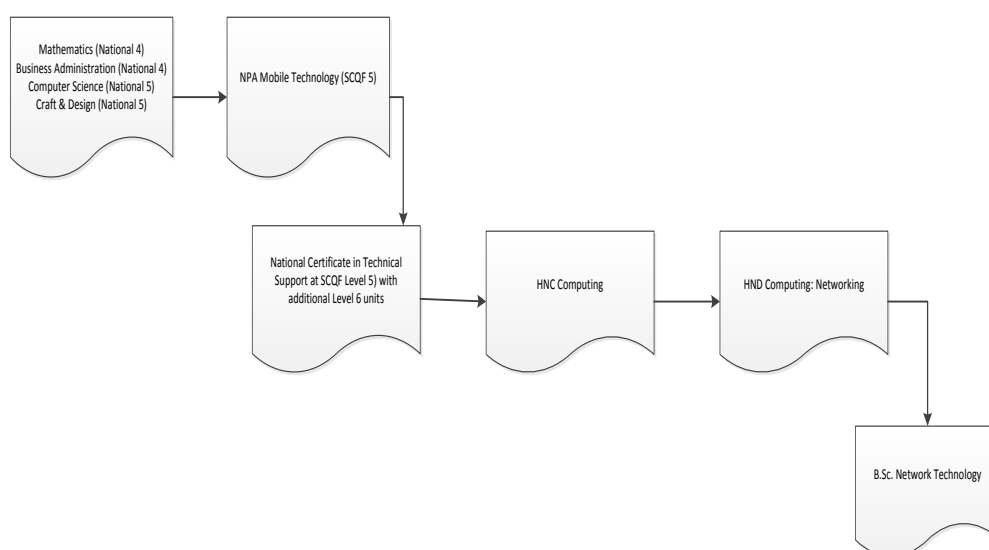 Mathematics (National 4)
Business Administration (National 4)
Computer Science (National 5)
Craft & Design (National 5)
NPA Mobile Technology (SCQF 5)
National Certificate in Technical
Support at SCQF Level 5) with
additional Level 6 units
HNC Computing
HND Computing: Networking
B.Sc. Network Technology